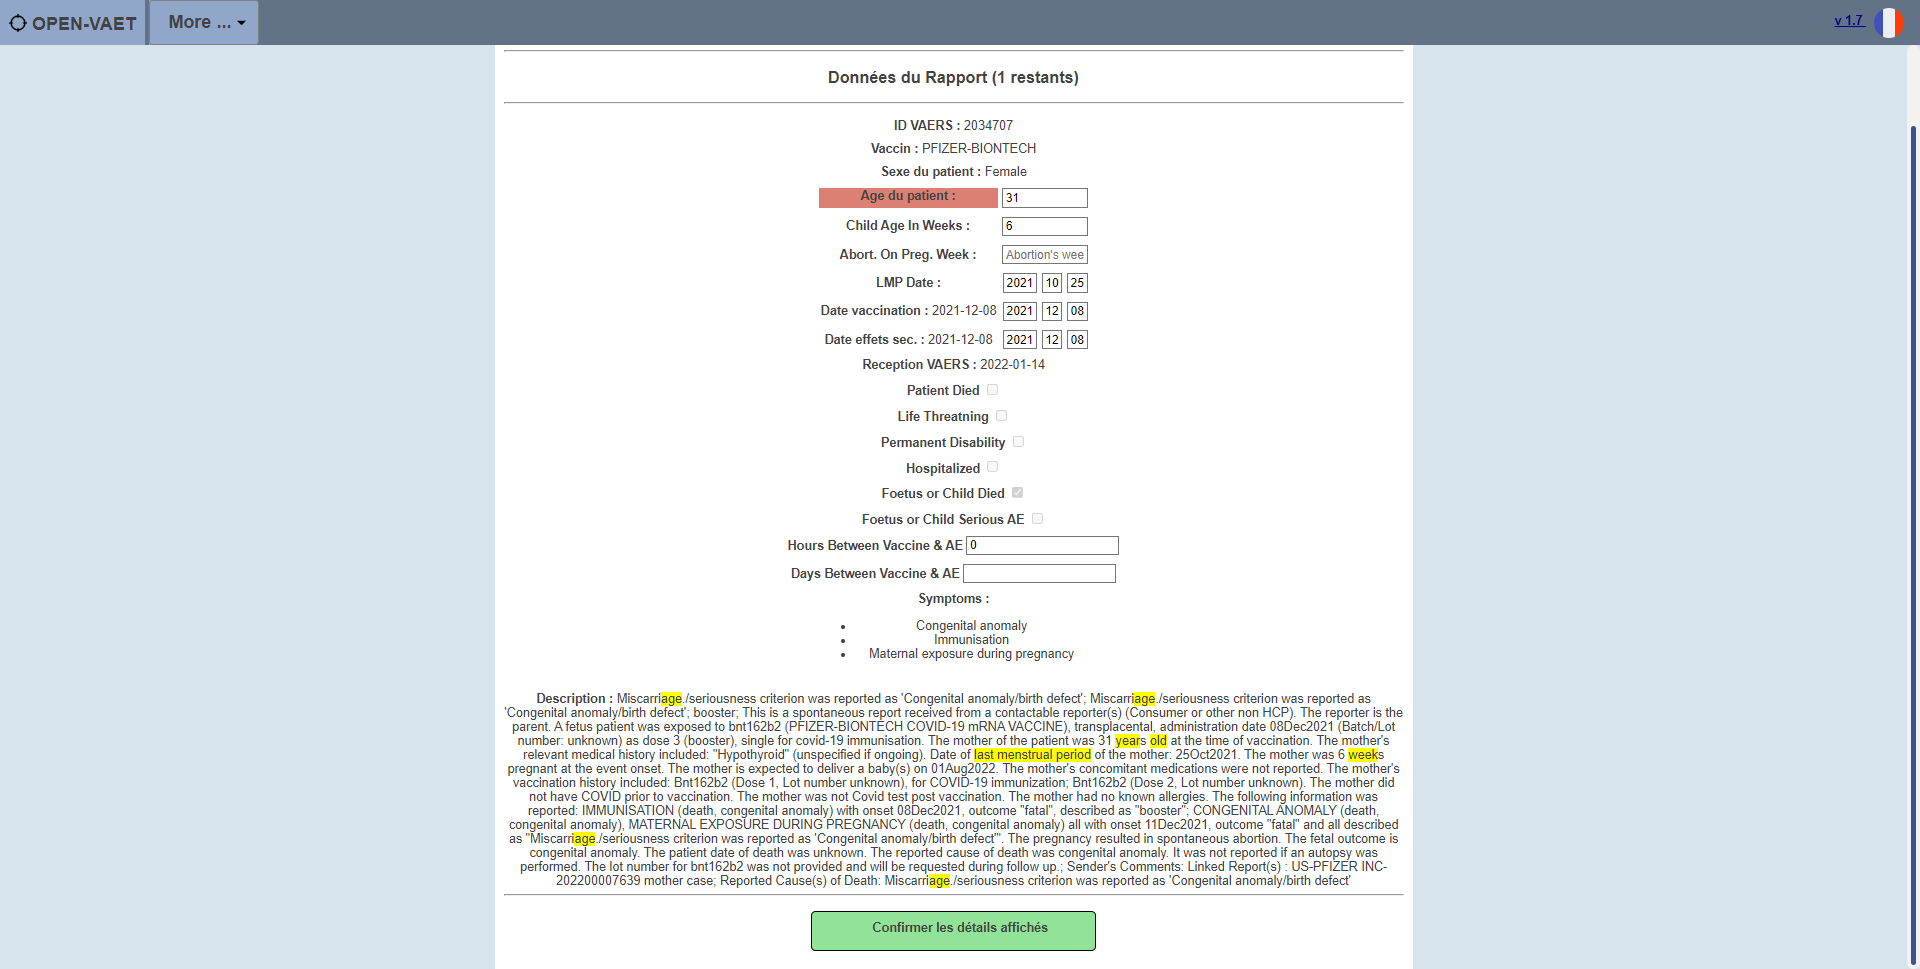 OPEN-VAET
More ...
v 1.7
Données du Rapport (1 restants)
ID VAERS : 2034707
Vaccin : PFIZER-BIONTECH
Sexe du patient : Female
Age du patient : 31
Child Age In Weeks : 6
Abort. On Preg. Week : Abortion's wee
LMP Date : 2021 10 25
Date vaccination : 2021-12-08 2021 12 08
Date effets sec. : 2021-12-08 2021 12 08
Reception VAERS : 2022-01-14
Patient Died
Life Threatning
Permanent Disability
Hospitalized
Foetus or Child Died
Foetus or Child Serious AE
Hours Between Vaccine & AE 0
Days Between Vaccine & AE
Symptoms :
• Congenital anomaly
• Immunisation
• Maternal exposure during pregnancy
Description : Miscarriage./seriousness criterion was reported as 'Congenital anomaly/birth defect'; Miscarriage./seriousness criterion was reported as
'Congenital anomaly/birth defect'; booster; This is a spontaneous report received from a contactable reporter(s) (Consumer or other non HCP). The reporter is the
parent. A fetus patient was exposed to bnt162b2 (PFIZER-BIONTECH COVID-19 mRNA VACCINE), transplacental, administration date 08Dec2021 (Batch/Lot
number: unknown) as dose 3 (booster), single for covid-19 immunisation. The mother of the patient was 31 years old at the time of vaccination. The mother's
relevant medical history included: "Hypothyroid" (unspecified if ongoing). Date of last menstrual period of the mother: 25Oct2021. The mother was 6 weeks
pregnant at the event onset. The mother is expected to deliver a baby(s) on 01Aug2022. The mother's concomitant medications were not reported. The mother's
vaccination history included: Bnt162b2 (Dose 1, Lot number unknown), for COVID-19 immunization; Bnt162b2 (Dose 2, Lot number unknown). The mother did
not have COVID prior to vaccination. The mother was not Covid test post vaccination. The mother had no known allergies. The following information was
reported: IMMUNISATION (death, congenital anomaly) with onset 08Dec2021, outcome "fatal", described as "booster"; CONGENITAL ANOMALY (death,
congenital anomaly), MATERNAL EXPOSURE DURING PREGNANCY (death, congenital anomaly) all with onset 11Dec2021, outcome "fatal" and all described
as "Miscarriage./seriousness criterion was reported as 'Congenital anomaly/birth defect'". The pregnancy resulted in spontaneous abortion. The fetal outcome is
congenital anomaly. The patient date of death was unknown. The reported cause of death was congenital anomaly. It was not reported if an autopsy was
performed. The lot number for bnt162b2 was not provided and will be requested during follow up.; Sender's Comments: Linked Report(s) : US-PFIZER INC-
202200007639 mother case; Reported Cause(s) of Death: Miscarriage./seriousness criterion was reported as 'Congenital anomaly/birth defect'
Confirmer les détails affichés